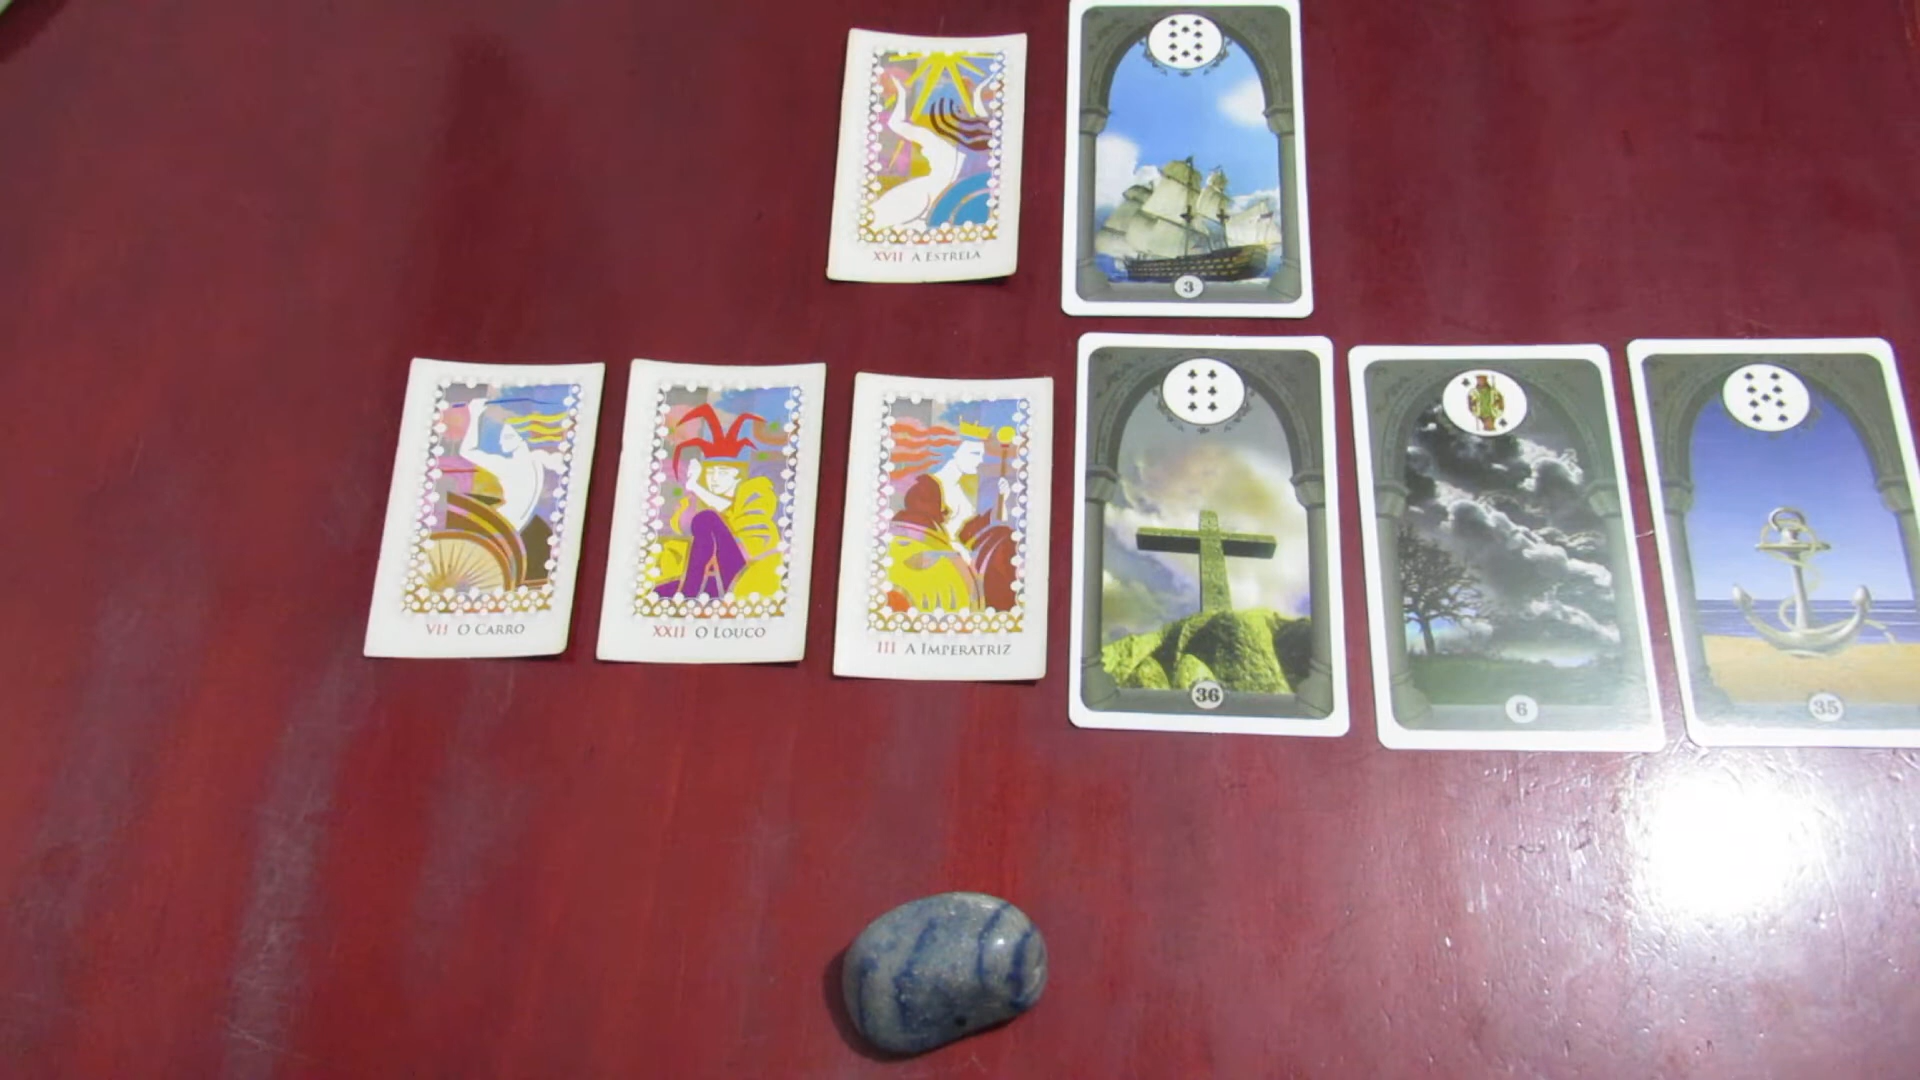 XVII A ESTRELA
3
VII O CARRO
XXII O LOUCO
III A IMPERATRIZ
36
6
35